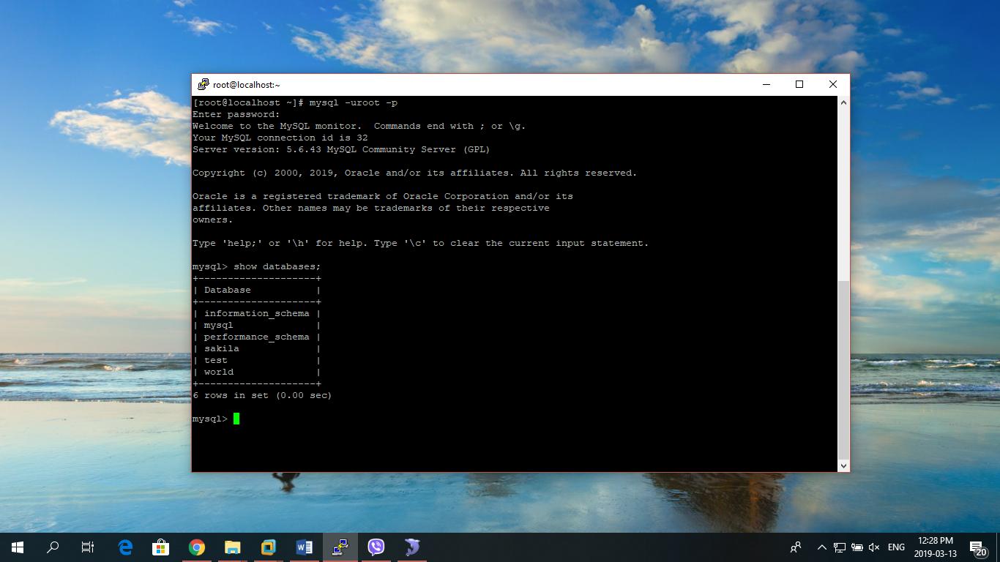 root@localhost:~
[root@localhost ~]# mysql -uroot -p
Enter password:
Welcome to the MySQL monitor.  Commands end with ; or \g.
Your MySQL connection id is 32
Server version: 5.6.43 MySQL Community Server (GPL)
Copyright (c) 2000, 2019, Oracle and/or its affiliates. All rights reserved.
Oracle is a registered trademark of Oracle Corporation and/or its
affiliates. Other names may be trademarks of their respective
owners.
Type 'help;' or '\h' for help. Type '\c' to clear the current input statement.
mysql> show databases;
+--------------------+
| Database           |
+--------------------+
| information_schema |
| mysql              |
| performance_schema |
| sakila             |
| test               |
| world              |
+--------------------+
6 rows in set (0.00 sec)
mysql>
ENG
12:28 PM
2019-03-13
20